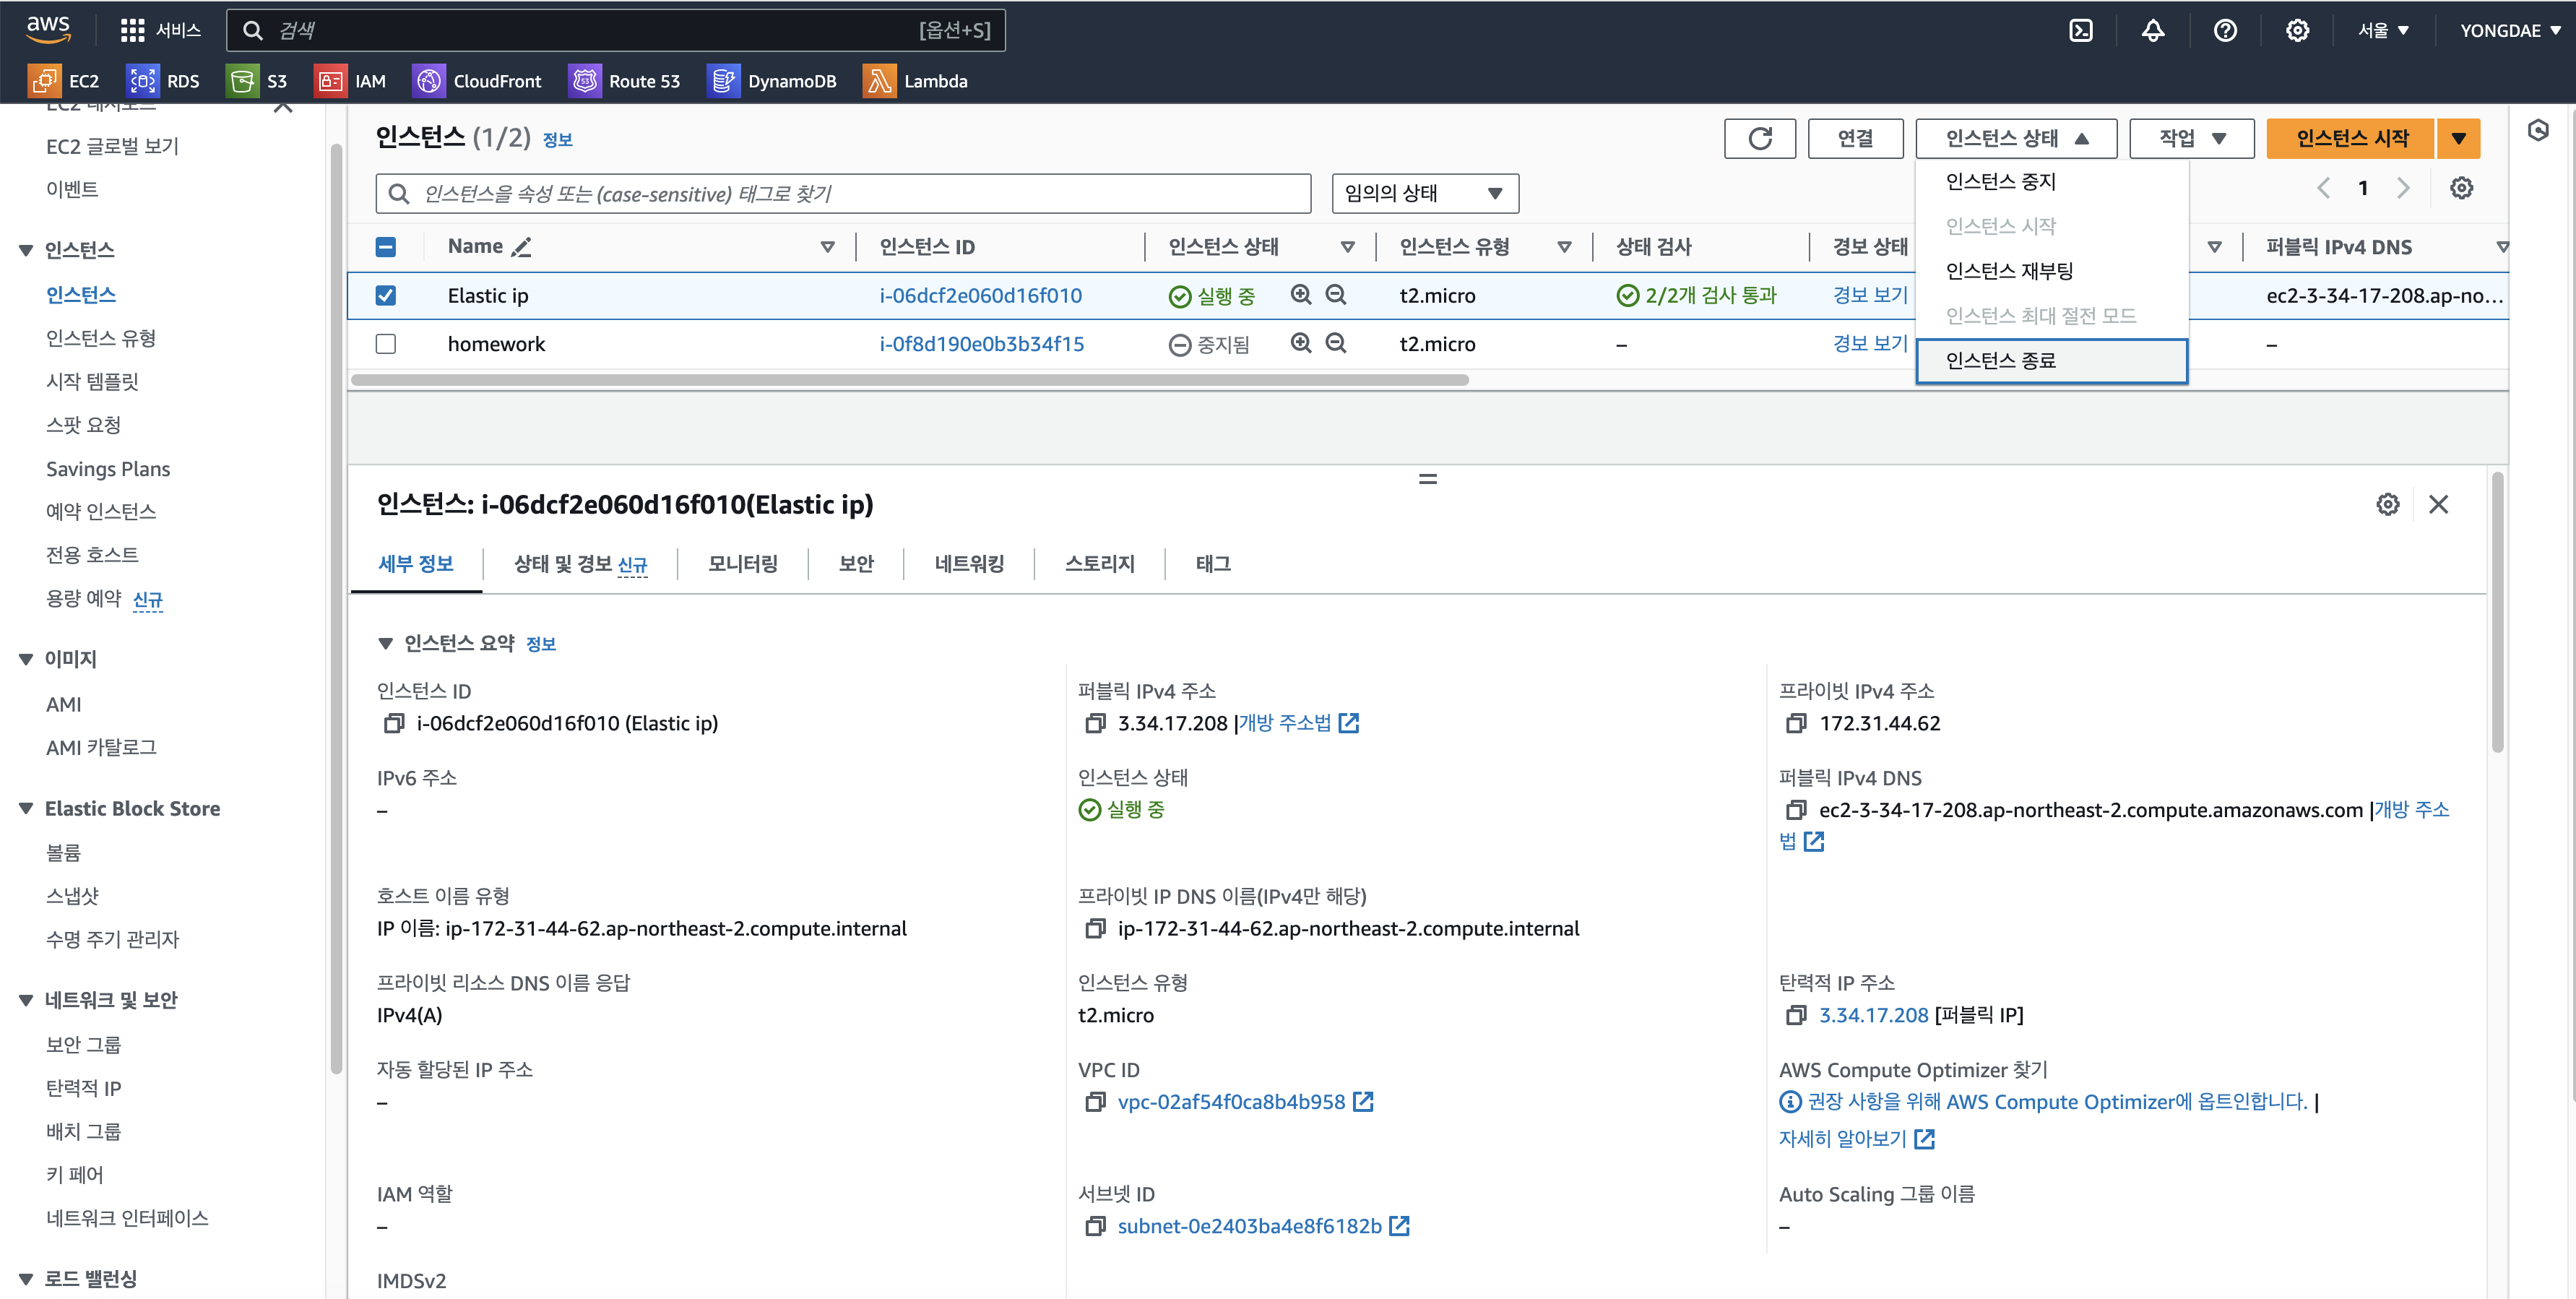 aws
서비스
검색
[옵션+S]
서울
YONGDAE
EC2
RDS
S3
IAM
CloudFront
Route 53
DynamoDB
Lambda
EC2 대시보드
EC2 글로벌 보기
이벤트
인스턴스
인스턴스
인스턴스 유형
시작 템플릿
스팟 요청
Savings Plans
예약 인스턴스
전용 호스트
용량 예약 신규
이미지
AMI
AMI 카탈로그
Elastic Block Store
볼륨
스냅샷
수명 주기 관리자
네트워크 및 보안
보안 그룹
탄력적 IP
배치 그룹
키 페어
네트워크 인터페이스
로드 밸런싱
인스턴스 (1/2) 정보
연결
인스턴스 상태
작업
인스턴스 시작
인스턴스를 속성 또는 (case-sensitive) 태그로 찾기
임의의 상태
1
인스턴스 중지
인스턴스 시작
인스턴스 재부팅
인스턴스 최대 절전 모드
인스턴스 종료
Name 인스턴스 ID 인스턴스 상태 인스턴스 유형 상태 검사 경보 상태 퍼블릭 IPv4 DNS
Elastic ip i-06dcf2e060d16f010 실행 중 t2.micro 2/2개 검사 통과 경보 보기 ec2-3-34-17-208.ap-no...
homework i-0f8d190e0b3b34f15 중지됨 t2.micro – 경보 보기 –
인스턴스: i-06dcf2e060d16f010(Elastic ip)
세부 정보
상태 및 경보 신규
모니터링
보안
네트워킹
스토리지
태그
인스턴스 요약 정보
인스턴스 ID
i-06dcf2e060d16f010 (Elastic ip)
퍼블릭 IPv4 주소
3.34.17.208 |개방 주소법
프라이빗 IPv4 주소
172.31.44.62
IPv6 주소
–
인스턴스 상태
실행 중
퍼블릭 IPv4 DNS
ec2-3-34-17-208.ap-northeast-2.compute.amazonaws.com |개방 주소
법
호스트 이름 유형
IP 이름: ip-172-31-44-62.ap-northeast-2.compute.internal
프라이빗 IP DNS 이름(IPv4만 해당)
ip-172-31-44-62.ap-northeast-2.compute.internal
프라이빗 리소스 DNS 이름 응답
IPv4(A)
인스턴스 유형
t2.micro
탄력적 IP 주소
3.34.17.208 [퍼블릭 IP]
자동 할당된 IP 주소
–
VPC ID
vpc-02af54f0ca8b4b958
AWS Compute Optimizer 찾기
권장 사항을 위해 AWS Compute Optimizer에 옵트인합니다. |
자세히 알아보기
IAM 역할
–
서브넷 ID
subnet-0e2403ba4e8f6182b
Auto Scaling 그룹 이름
–
IMDSv2